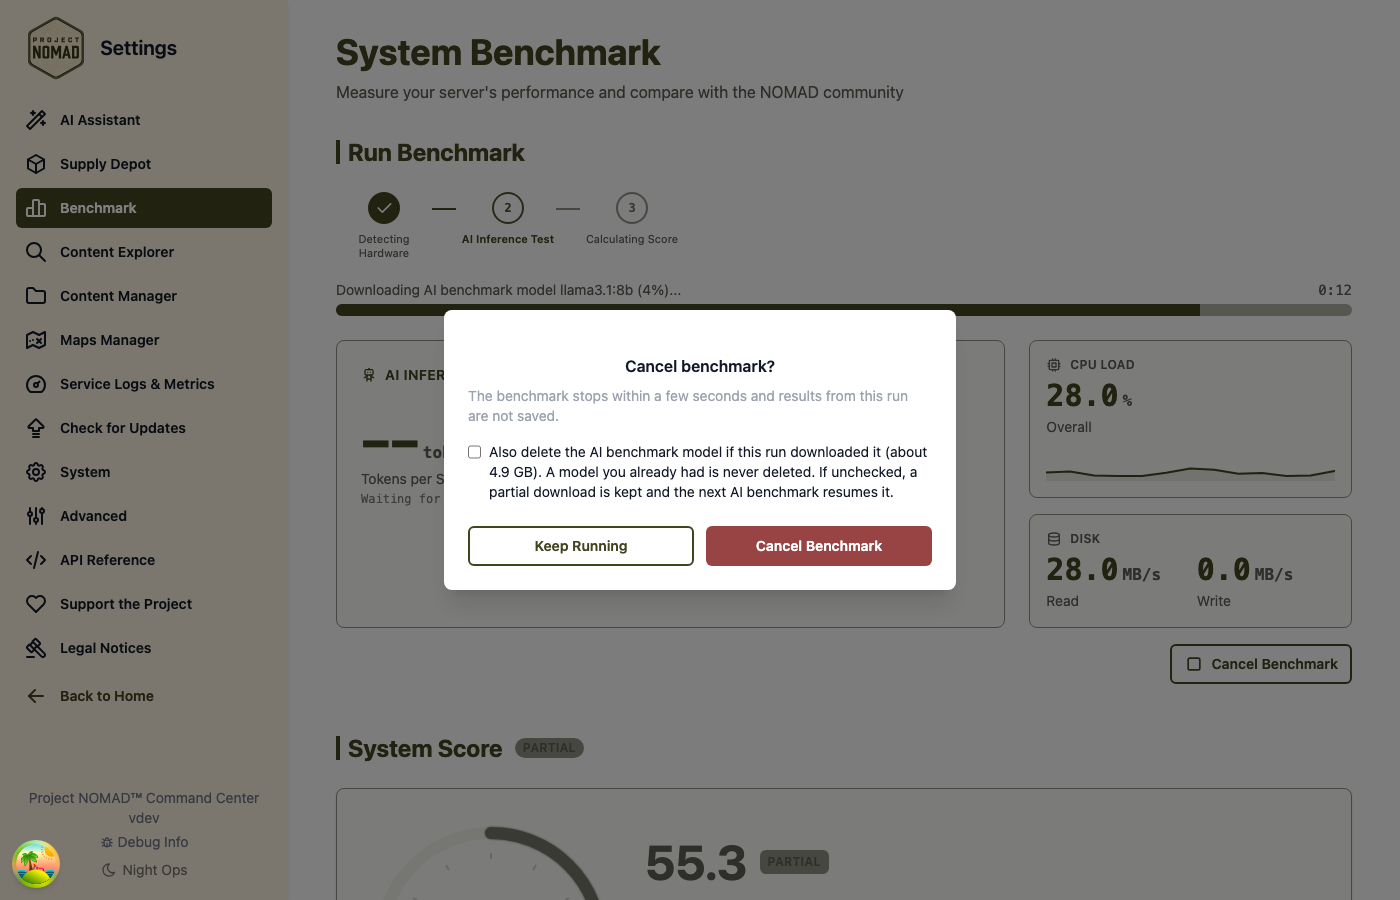 PROJECT
NOMAD
Settings
AI Assistant
Supply Depot
Benchmark
Content Explorer
Content Manager
Maps Manager
Service Logs & Metrics
Check for Updates
System
Advanced
API Reference
Support the Project
Legal Notices
Back to Home
Project NOMAD™ Command Center
vdev
Debug Info
Night Ops
System Benchmark
Measure your server's performance and compare with the NOMAD community
Run Benchmark
2
3
Detecting
Hardware
AI Inference Test
Calculating Score
Downloading AI benchmark model llama3.1:8b (4%)...
0:12
AI INFER
-- tok
Tokens per S
Waiting for
CPU LOAD
28.0 %
Overall
DISK
28.0 MB/s
0.0 MB/s
Read
Write
Cancel benchmark?
The benchmark stops within a few seconds and results from this run
are not saved.
Also delete the AI benchmark model if this run downloaded it (about
4.9 GB). A model you already had is never deleted. If unchecked, a
partial download is kept and the next AI benchmark resumes it.
Keep Running
Cancel Benchmark
Cancel Benchmark
System Score PARTIAL
55.3 PARTIAL